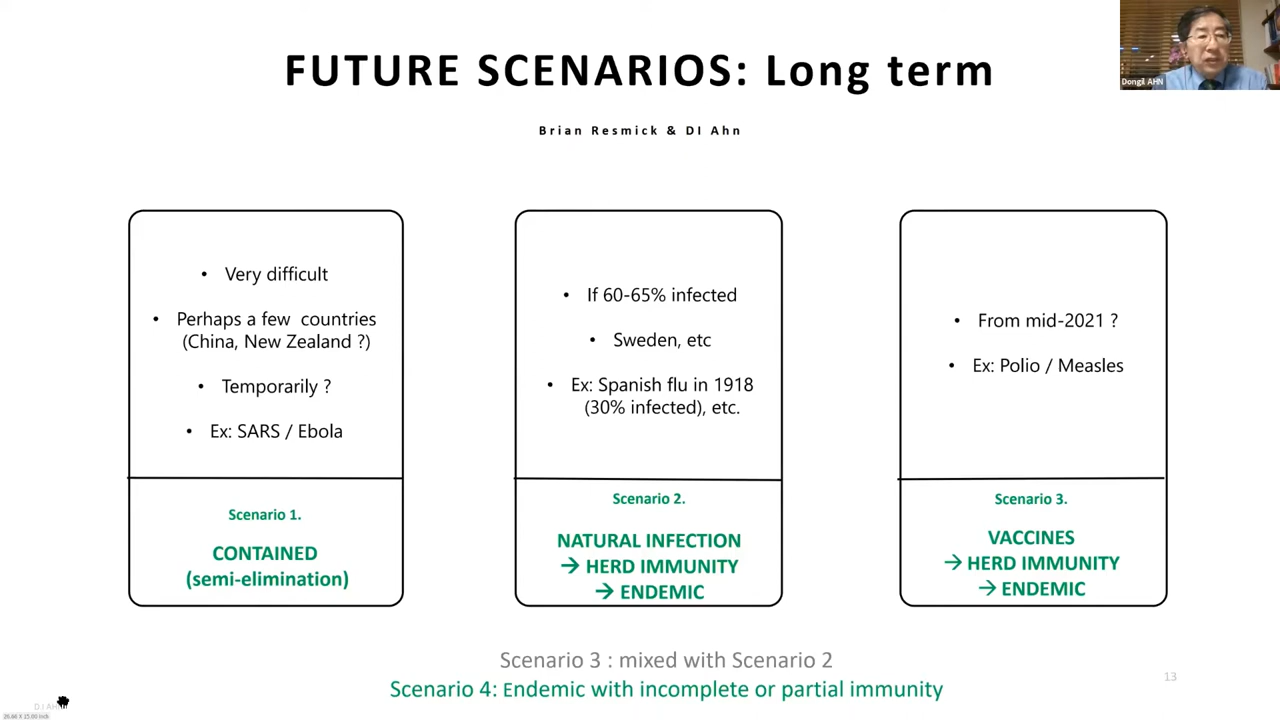 FUTURE SCENARIOS: Long term
Dongil AHN
Brian Resmick & DI Ahn
• Very difficult
• Perhaps a few countries
(China, New Zealand ?)
• Temporarily ?
• Ex: SARS / Ebola
Scenario 1.
CONTAINED
(semi-elimination)
• If 60-65% infected
• Sweden, etc
• Ex: Spanish flu in 1918
(30% infected), etc.
Scenario 2.
NATURAL INFECTION
→ HERD IMMUNITY
→ ENDEMIC
• From mid-2021 ?
• Ex: Polio / Measles
Scenario 3.
VACCINES
→ HERD IMMUNITY
→ ENDEMIC
Scenario 3 : mixed with Scenario 2
Scenario 4: Endemic with incomplete or partial immunity
13